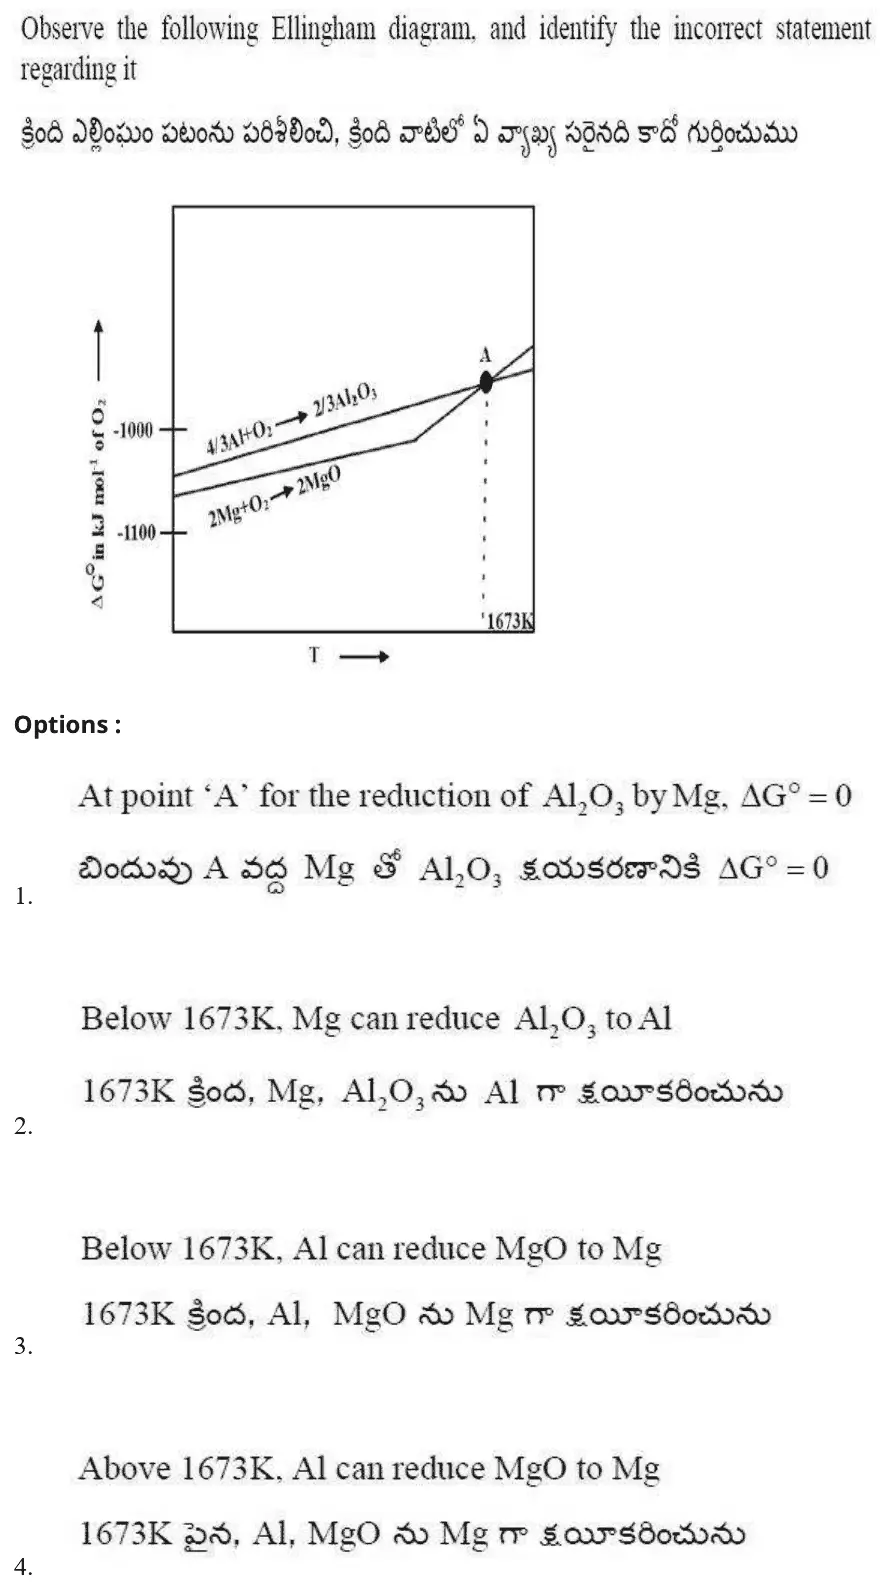 Observe the following Ellingham diagram, and identify the incorrect statement
regarding it
క్రింది ఎల్లింఘం పటంను పరిశీలించి, క్రింది వాటిలో ఏ వ్యాఖ్య సరైనది కాదో గుర్తించుము
ΔG⁰ in kJ mol⁻¹ of O₂
A
4/3Al+O₂ → 2/3Al₂O₃
-1000
2Mg+O₂ → 2MgO
-1100
1673K
T
Options :
At point ‘A’ for the reduction of Al₂O₃ by Mg, ΔG° = 0
బిందువు A వద్ద Mg తో Al₂O₃ క్షయకరణానికి ΔG° = 0
1.
Below 1673K, Mg can reduce Al₂O₃ to Al
1673K క్రింద, Mg, Al₂O₃ ను Al గా క్షయీకరించును
2.
Below 1673K, Al can reduce MgO to Mg
1673K క్రింద, Al, MgO ను Mg గా క్షయీకరించును
3.
Above 1673K, Al can reduce MgO to Mg
1673K పైన, Al, MgO ను Mg గా క్షయీకరించును
4.